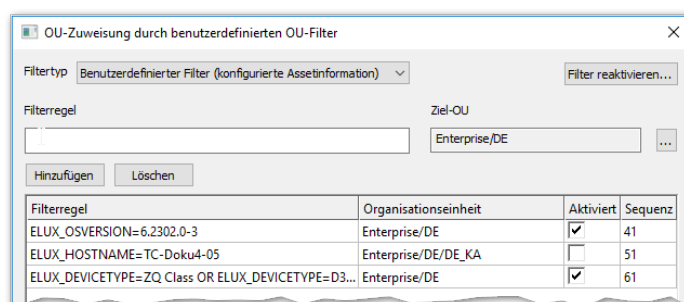 OU-Zuweisung durch benutzerdefinierten OU-Filter
Filtertyp Benutzerdefinierter Filter (konfigurierte Assetinformation) Filter reaktivieren...
Filterregel Ziel-OU
Enterprise/DE ...
Hinzufügen Löschen
Filterregel Organisationseinheit Aktiviert Sequenz
ELUX_OSVERSION=6.2302.0-3 Enterprise/DE 41
ELUX_HOSTNAME=TC-Doku4-05 Enterprise/DE/DE_KA 51
ELUX_DEVICETYPE=ZQ Class OR ELUX_DEVICETYPE=D3... Enterprise/DE 61